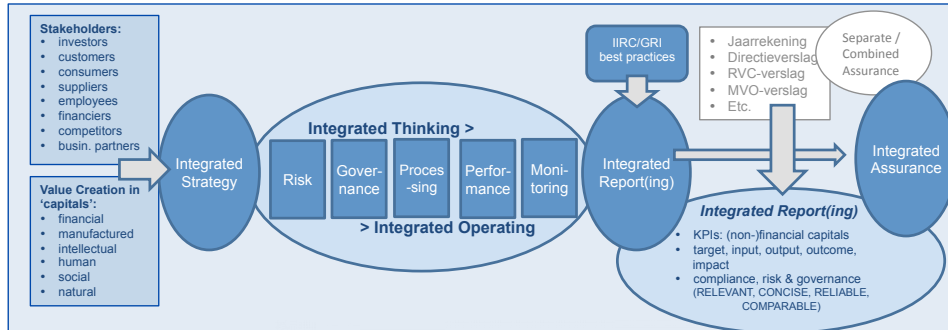 Stakeholders:
• investors
• customers
• consumers
• suppliers
• employees
• financiers
• competitors
• busin. partners
Value Creation in
'capitals':
• financial
• manufactured
• intellectual
• human
• social
• natural
Integrated
Strategy
Integrated Thinking >
Risk
Gover-
nance
Proces
-sing
Perfor-
mance
Moni-
toring
> Integrated Operating
IIRC/GRI
best practices
Integrated
Report(ing)
• Jaarrekening
• Directieverslag
• RVC-verslag
• MVO-verslag
• Etc.
Separate /
Combined
Assurance
Integrated
Assurance
Integrated Report(ing)
• KPIs: (non-)financial capitals
• target, input, output, outcome,
impact
• compliance, risk & governance
(RELEVANT, CONCISE, RELIABLE,
COMPARABLE)